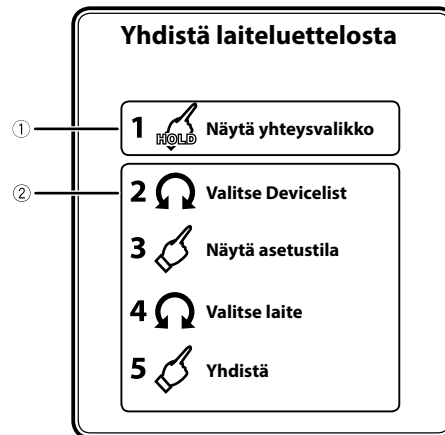 Yhdistä laiteluettelosta
① 1 HOLD Näytä yhteysvalikko
② 2 Valitse Devicelist
3 Näytä asetustila
4 Valitse laite
5 Yhdistä